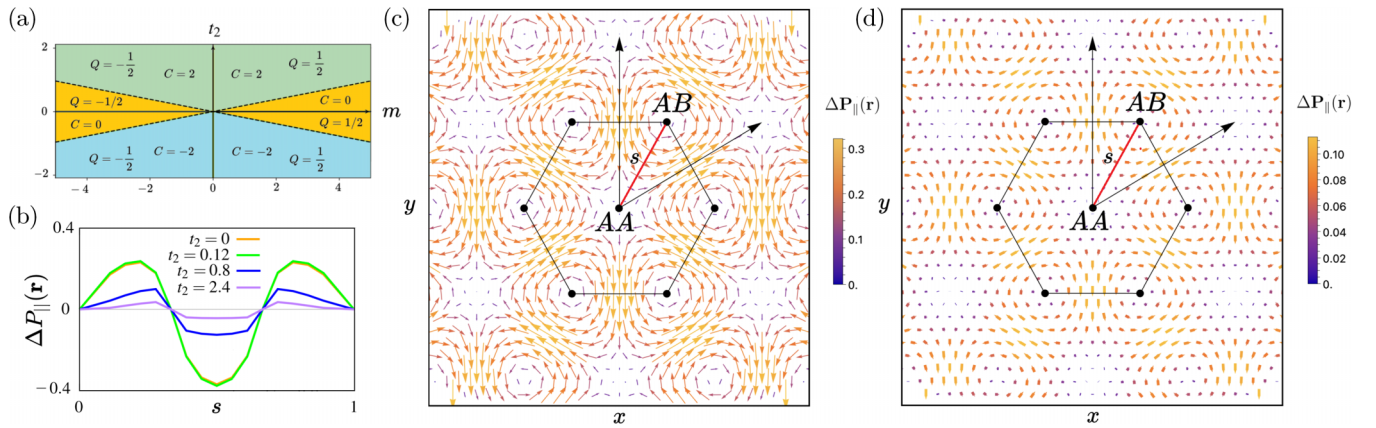 (a)
t₂
2
0
−2
Q = −1/2
C = 2
C = 2
Q = 1/2
Q = −1/2
C = 0
C = 0
Q = 1/2
m
Q = −1/2
C = −2
C = −2
Q = 1/2
−4
−2
0
2
4
(b)
0.4
0
−0.4
ΔP∥(r)
t₂ = 0
t₂ = 0.12
t₂ = 0.8
t₂ = 2.4
0
s
1
(c)
AB
s
AA
y
x
ΔP∥(r)
0.3
0.2
0.1
0.
(d)
AB
s
AA
y
x
ΔP∥(r)
0.10
0.08
0.06
0.04
0.02
0.